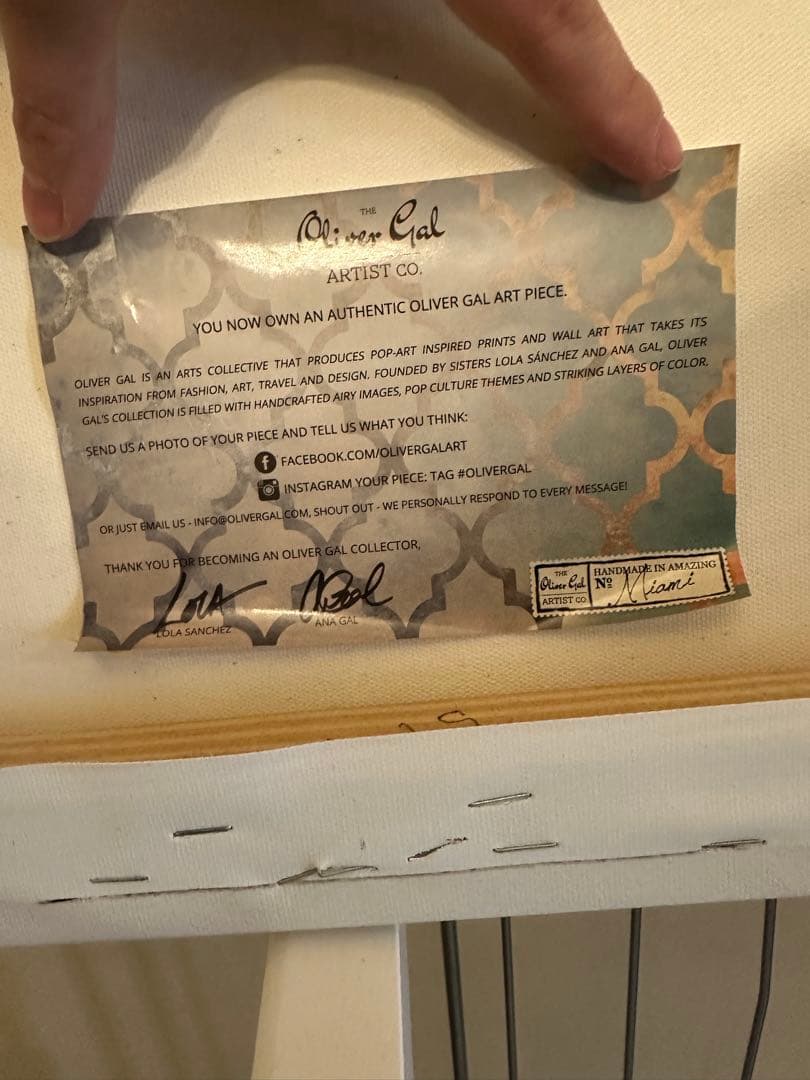 THE
Oliver Gal
ARTIST CO.
YOU NOW OWN AN AUTHENTIC OLIVER GAL ART PIECE.
OLIVER GAL IS AN ARTS COLLECTIVE THAT PRODUCES POP-ART INSPIRED PRINTS AND WALL ART THAT TAKES ITS
INSPIRATION FROM FASHION, ART, TRAVEL AND DESIGN. FOUNDED BY SISTERS LOLA SÁNCHEZ AND ANA GAL, OLIVER
GAL'S COLLECTION IS FILLED WITH HANDCRAFTED AIRY IMAGES, POP CULTURE THEMES AND STRIKING LAYERS OF COLOR.
SEND US A PHOTO OF YOUR PIECE AND TELL US WHAT YOU THINK:
f FACEBOOK.COM/OLIVERGALART
INSTAGRAM YOUR PIECE: TAG #OLIVERGAL
OR JUST EMAIL US - INFO@OLIVERGAL.COM, SHOUT OUT - WE PERSONALLY RESPOND TO EVERY MESSAGE!
THANK YOU FOR BECOMING AN OLIVER GAL COLLECTOR,
LOLA
LOLA SANCHEZ
ANA GAL
THE
Oliver Gal
ARTIST CO.
HANDMADE IN AMAZING
Nº Miami